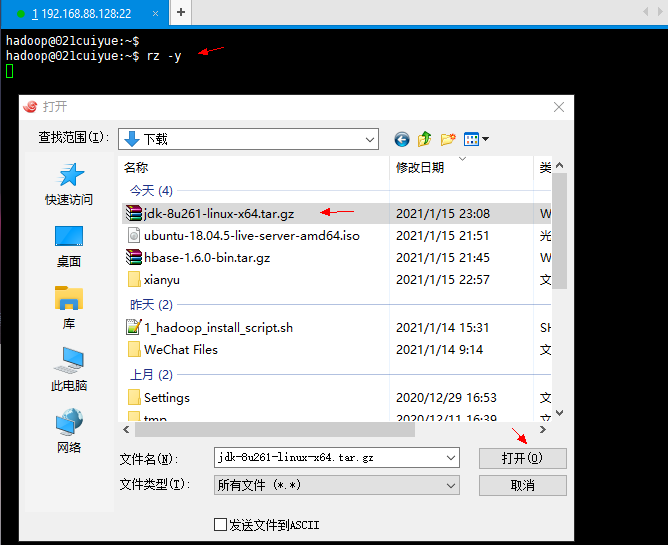 1 192.168.88.128:22 × +
hadoop@021cuiyue:~$
hadoop@021cuiyue:~$ rz -y
打开
查找范围(I): 下载
名称 修改日期 类
快速访问
桌面
库
此电脑
网络
今天 (4)
jdk-8u261-linux-x64.tar.gz 2021/1/15 23:08 W
ubuntu-18.04.5-live-server-amd64.iso 2021/1/15 21:51 光
hbase-1.6.0-bin.tar.gz 2021/1/15 21:45 W
xianyu 2021/1/15 22:57 文
昨天 (2)
1_hadoop_install_script.sh 2021/1/14 15:31 SH
WeChat Files 2021/1/14 9:14 文
上月 (2)
Settings 2020/12/29 16:53 文
tmp 2020/12/11 16:39 文
文件名(N): jdk-8u261-linux-x64.tar.gz 打开(O)
文件类型(T): 所有文件 (*.*) 取消
发送文件到ASCII